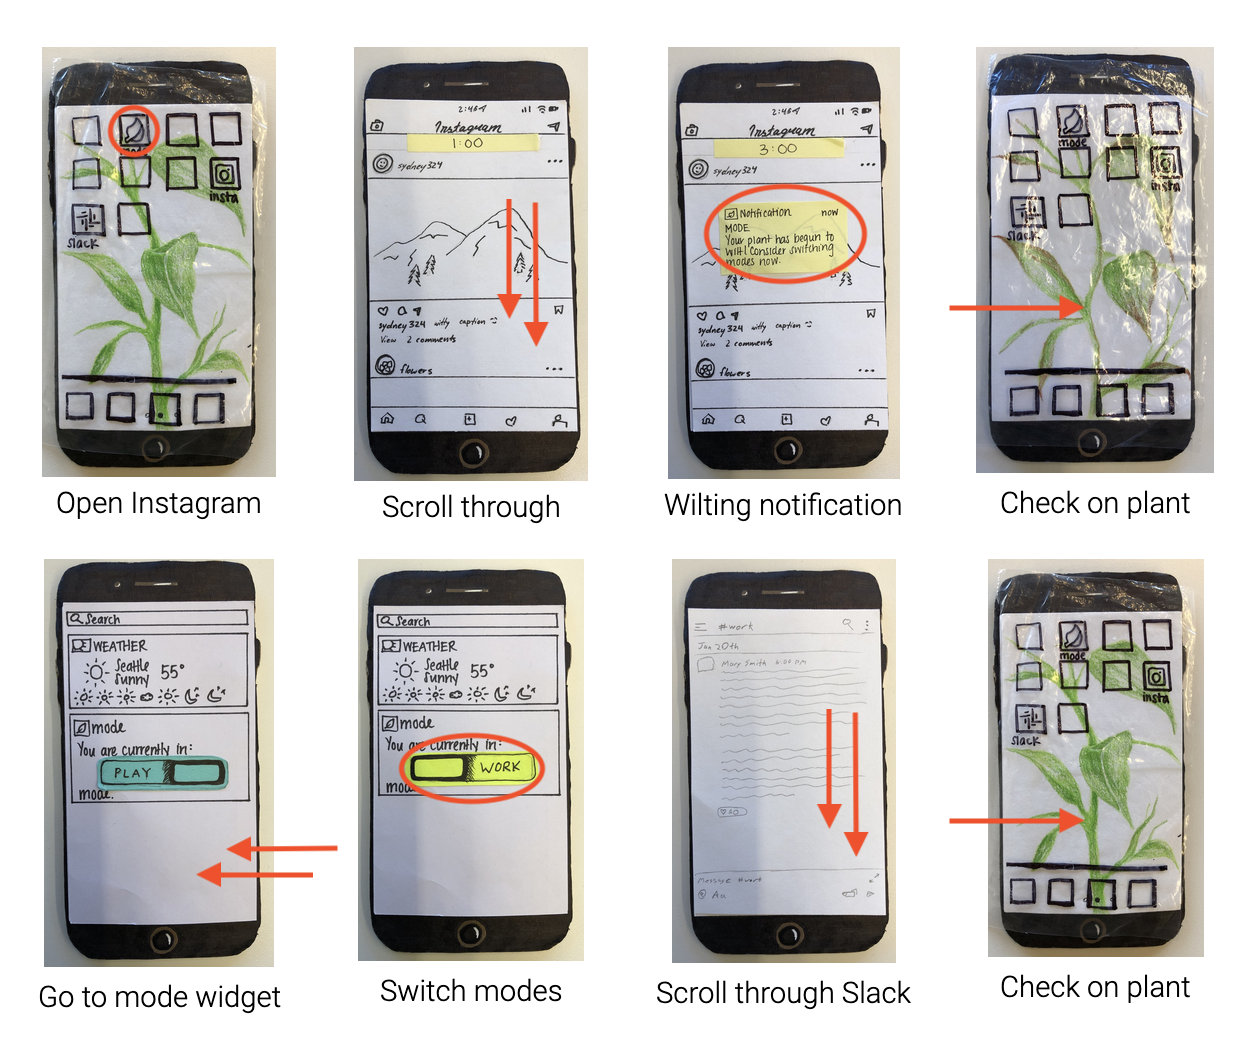 mode
insta
slack
Open Instagram
2:46
Instagram
1:00
sydney324
sydney324 witty caption
View 2 comments
flowers
Scroll through
2:46
Instagram
3:00
sydney324
Notification now
MODE
Your plant has begun to
wilt! Consider switching
modes now.
sydney324 witty caption
View 2 comments
flowers
Wilting notification
mode
insta
slack
Check on plant
Search
WEATHER
Seattle
Sunny
55°
mode
You are currently in:
PLAY
mode.
Go to mode widget
Search
WEATHER
Seattle
Sunny
55°
mode
You are currently in:
WORK
Switch modes
#work
Jan 20th
Mary Smith
Message #work
@ Aa
Scroll through Slack
mode
insta
slack
Check on plant